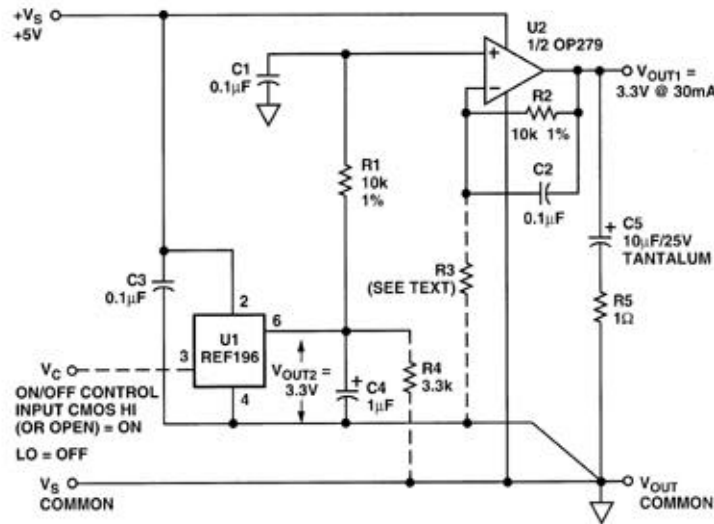 +VS
+5V
C1
0.1µF
U2
1/2 OP279
+
−
VOUT1 =
3.3V @ 30mA
R2
10k 1%
C2
0.1µF
R1
10k
1%
+
C5
10µF/25V
TANTALUM
R3
(SEE TEXT)
R5
1Ω
C3
0.1µF
2
6
U1
REF196
3
4
VC
ON/OFF CONTROL
INPUT CMOS HI
(OR OPEN) = ON
LO = OFF
VOUT2 =
3.3V
+
C4
1µF
R4
3.3k
VS
COMMON
VOUT
COMMON